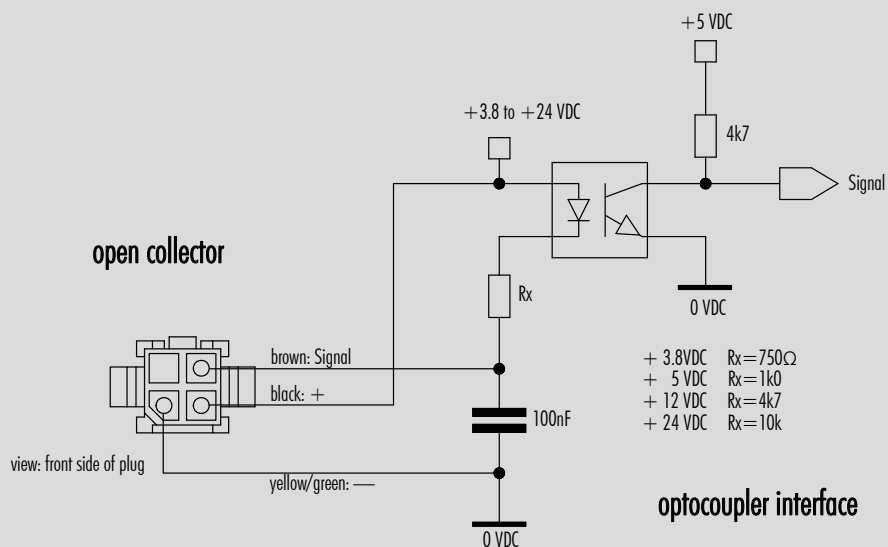 +5 VDC
+3.8 to +24 VDC
4k7
Signal
open collector
Rx
0 VDC
brown: Signal
black: +
+ 3.8VDC Rx=750Ω
+ 5 VDC Rx=1k0
+ 12 VDC Rx=4k7
+ 24 VDC Rx=10k
100nF
view: front side of plug
yellow/green: —
optocoupler interface
0 VDC